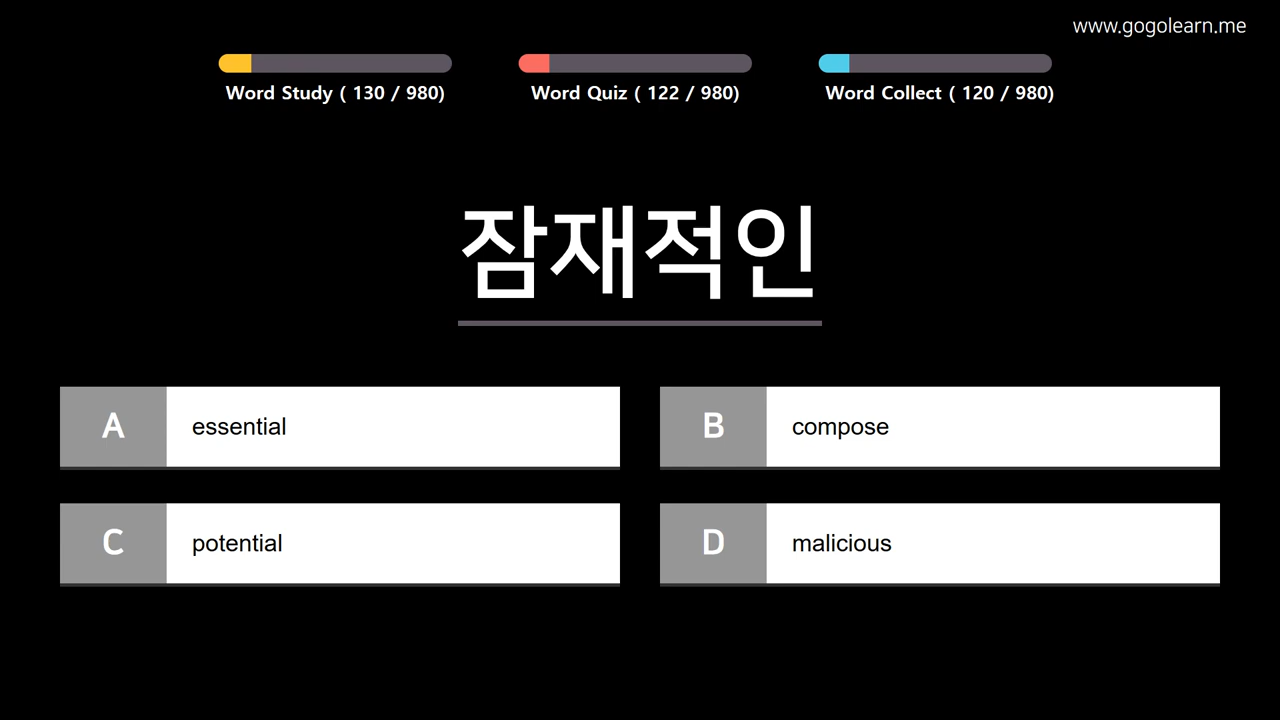 www.gogolearn.me
Word Study ( 130 / 980)
Word Quiz ( 122 / 980)
Word Collect ( 120 / 980)
잠재적인
A essential
B compose
C potential
D malicious